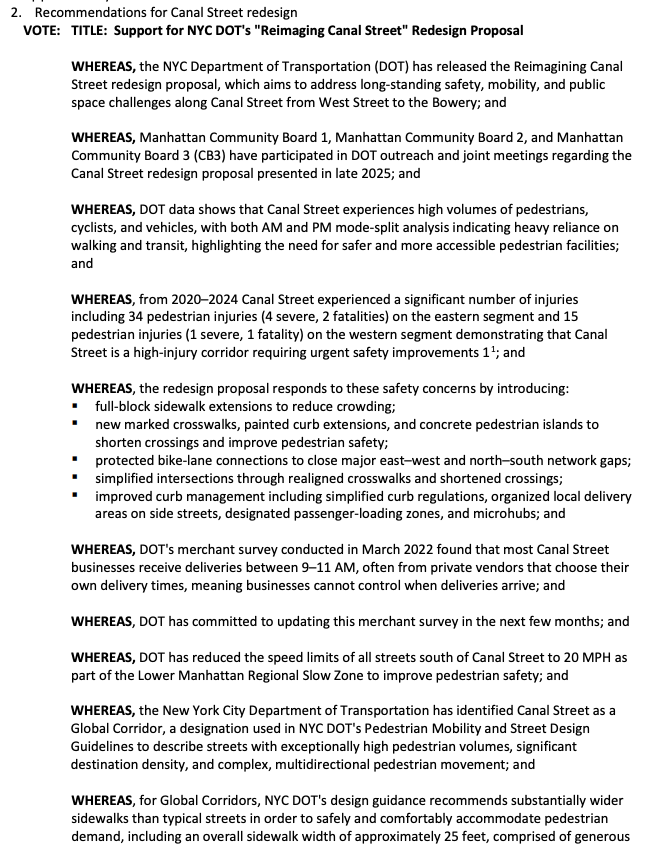 2. Recommendations for Canal Street redesign
VOTE: TITLE: Support for NYC DOT's "Reimaging Canal Street" Redesign Proposal
WHEREAS, the NYC Department of Transportation (DOT) has released the Reimagining Canal
Street redesign proposal, which aims to address long-standing safety, mobility, and public
space challenges along Canal Street from West Street to the Bowery; and
WHEREAS, Manhattan Community Board 1, Manhattan Community Board 2, and Manhattan
Community Board 3 (CB3) have participated in DOT outreach and joint meetings regarding the
Canal Street redesign proposal presented in late 2025; and
WHEREAS, DOT data shows that Canal Street experiences high volumes of pedestrians,
cyclists, and vehicles, with both AM and PM mode-split analysis indicating heavy reliance on
walking and transit, highlighting the need for safer and more accessible pedestrian facilities;
and
WHEREAS, from 2020–2024 Canal Street experienced a significant number of injuries
including 34 pedestrian injuries (4 severe, 2 fatalities) on the eastern segment and 15
pedestrian injuries (1 severe, 1 fatality) on the western segment demonstrating that Canal
Street is a high-injury corridor requiring urgent safety improvements 1¹; and
WHEREAS, the redesign proposal responds to these safety concerns by introducing:
▪ full-block sidewalk extensions to reduce crowding;
▪ new marked crosswalks, painted curb extensions, and concrete pedestrian islands to
shorten crossings and improve pedestrian safety;
▪ protected bike-lane connections to close major east–west and north–south network gaps;
▪ simplified intersections through realigned crosswalks and shortened crossings;
▪ improved curb management including simplified curb regulations, organized local delivery
areas on side streets, designated passenger-loading zones, and microhubs; and
WHEREAS, DOT's merchant survey conducted in March 2022 found that most Canal Street
businesses receive deliveries between 9–11 AM, often from private vendors that choose their
own delivery times, meaning businesses cannot control when deliveries arrive; and
WHEREAS, DOT has committed to updating this merchant survey in the next few months; and
WHEREAS, DOT has reduced the speed limits of all streets south of Canal Street to 20 MPH as
part of the Lower Manhattan Regional Slow Zone to improve pedestrian safety; and
WHEREAS, the New York City Department of Transportation has identified Canal Street as a
Global Corridor, a designation used in NYC DOT's Pedestrian Mobility and Street Design
Guidelines to describe streets with exceptionally high pedestrian volumes, significant
destination density, and complex, multidirectional pedestrian movement; and
WHEREAS, for Global Corridors, NYC DOT's design guidance recommends substantially wider
sidewalks than typical streets in order to safely and comfortably accommodate pedestrian
demand, including an overall sidewalk width of approximately 25 feet, comprised of generous